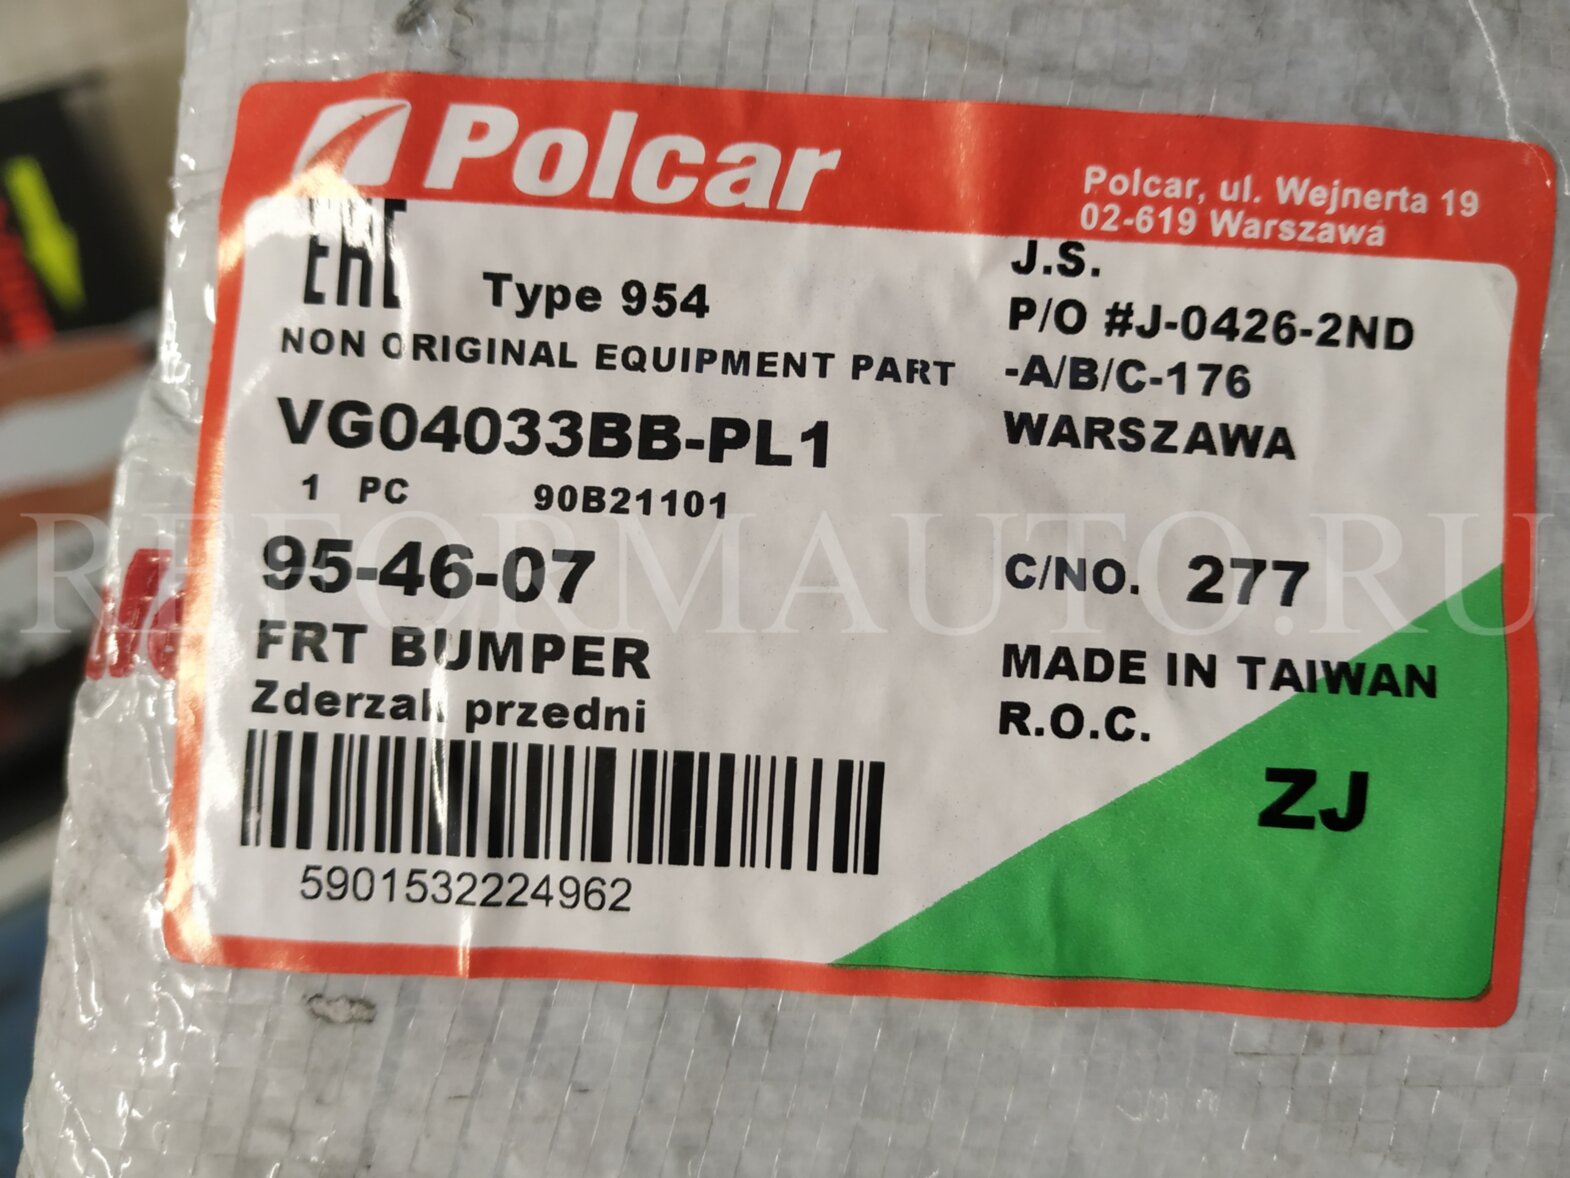 Polcar
Polcar, ul. Wejnerta 19
02-619 Warszawa
EAC
Type 954
NON ORIGINAL EQUIPMENT PART
VG04033BB-PL1
1 PC 90B21101
95-46-07
FRT BUMPER
Zderzak przedni
5901532224962
J.S.
P/O #J-0426-2ND
-A/B/C-176
WARSZAWA
C/NO. 277
MADE IN TAIWAN
R.O.C.
ZJ
REFORMAUTO.RU